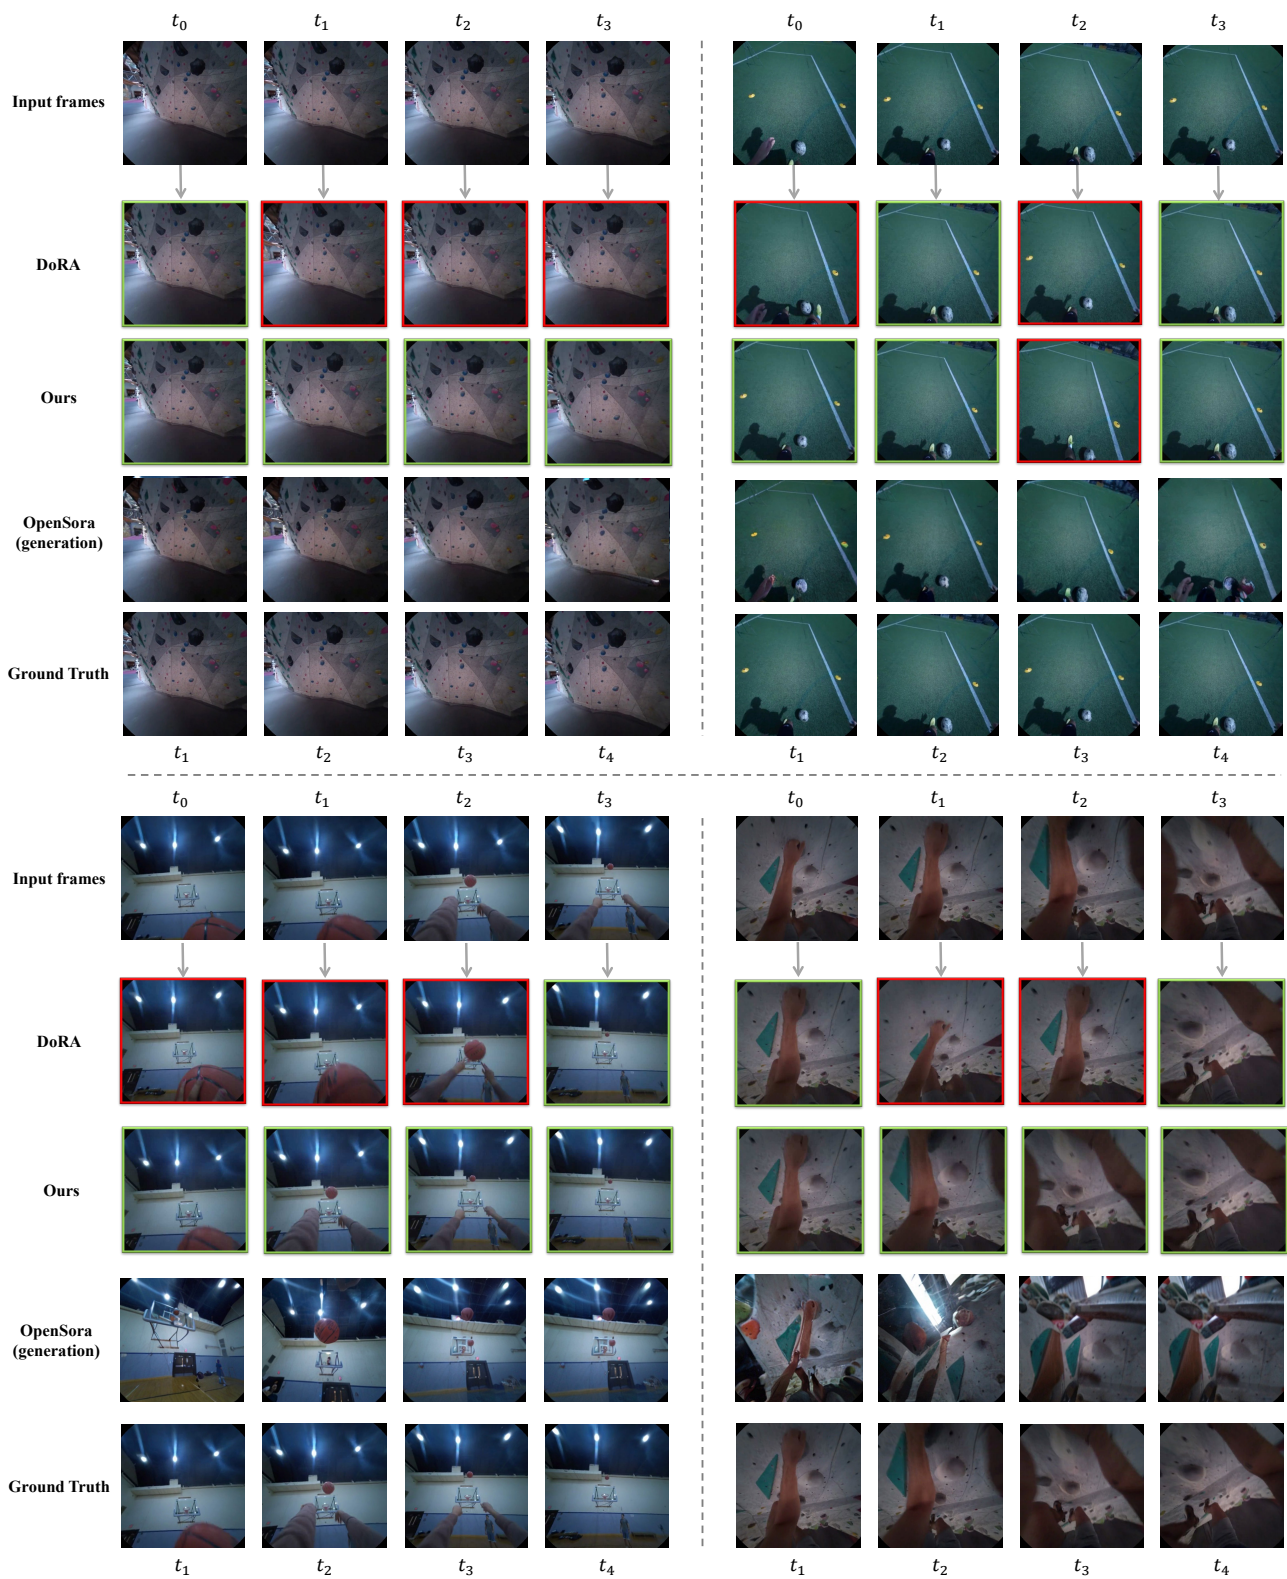 t₀ t₁ t₂ t₃ t₀ t₁ t₂ t₃
Input frames
DoRA
Ours
OpenSora
(generation)
Ground Truth
t₁ t₂ t₃ t₄ t₁ t₂ t₃ t₄
t₀ t₁ t₂ t₃ t₀ t₁ t₂ t₃
Input frames
DoRA
Ours
OpenSora
(generation)
Ground Truth
t₁ t₂ t₃ t₄ t₁ t₂ t₃ t₄